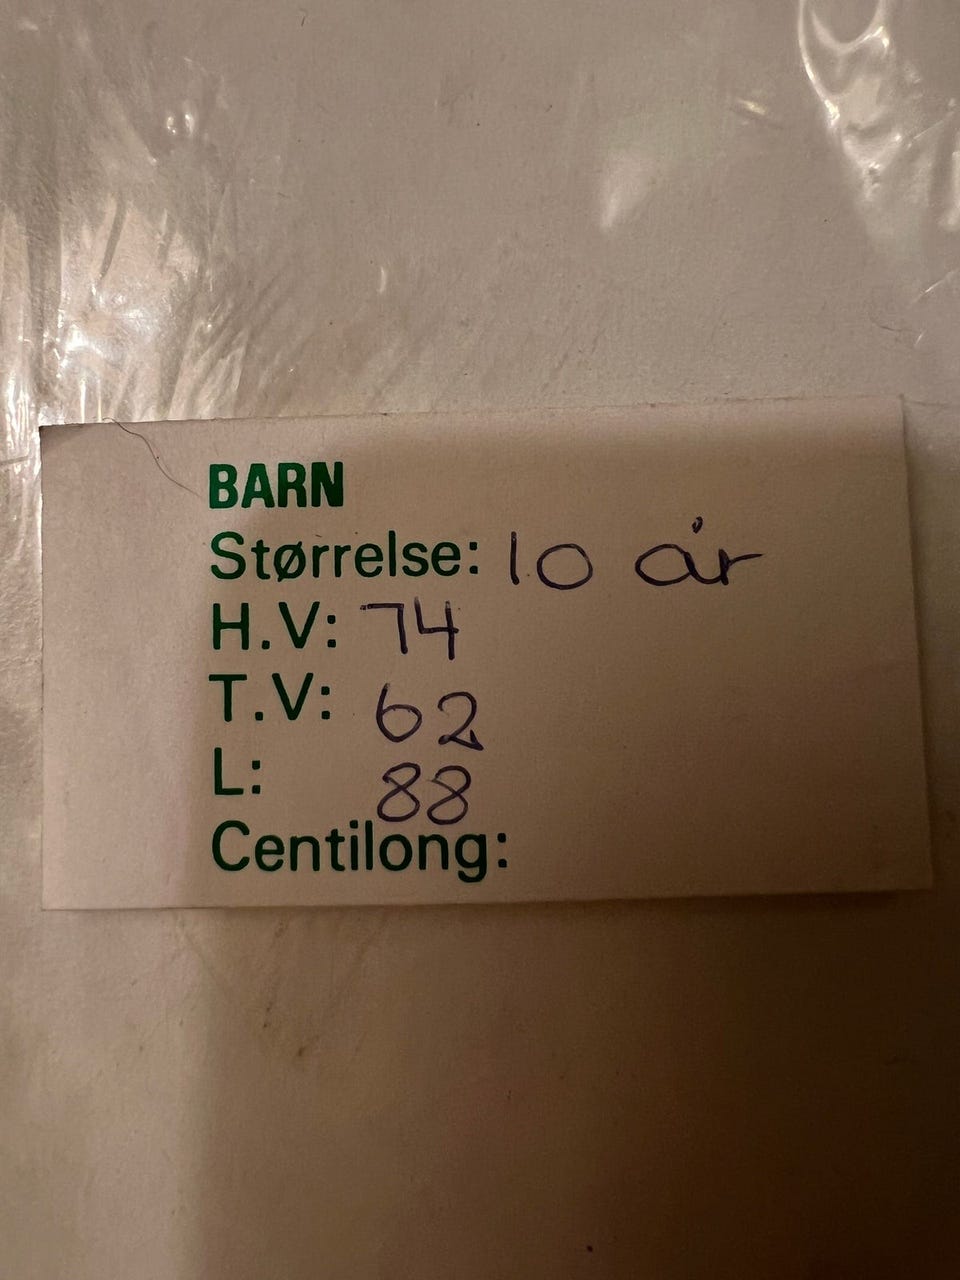 BARN
Størrelse: 10 år
H.V: 74
T.V: 62
L: 88
Centilong: